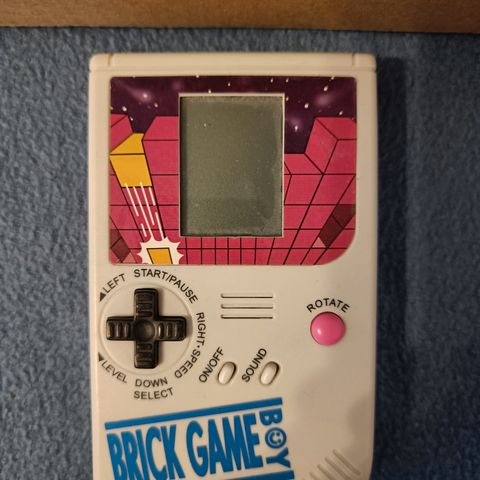 LEFT START/PAUSE
RIGHT·SPEED
LEVEL DOWN
SELECT
ON/OFF
SOUND
ROTATE
BRICK GAME
BOY